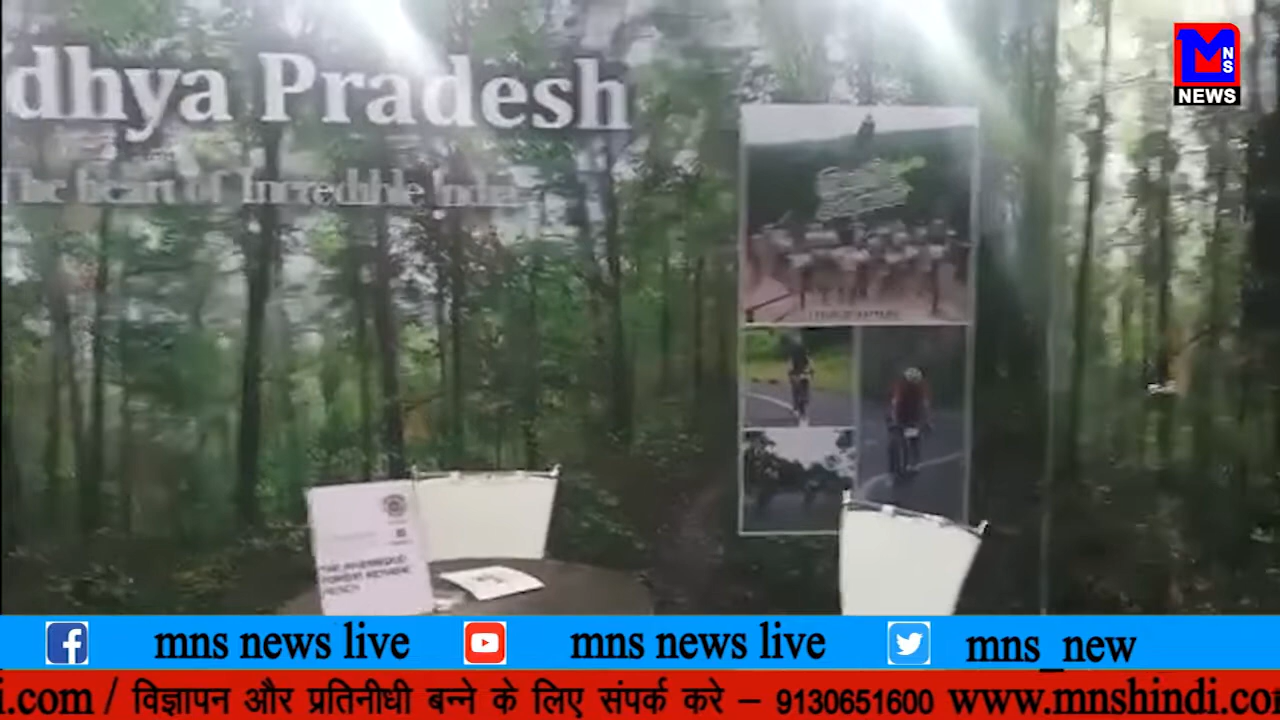 dhya Pradesh
The heart of Incredible India
M
NS
NEWS
mns news live
mns news live
mns_new
i.com / विज्ञापन और प्रतिनीधी बन्ने के लिए संपर्क करे – 9130651600 www.mnshindi.co